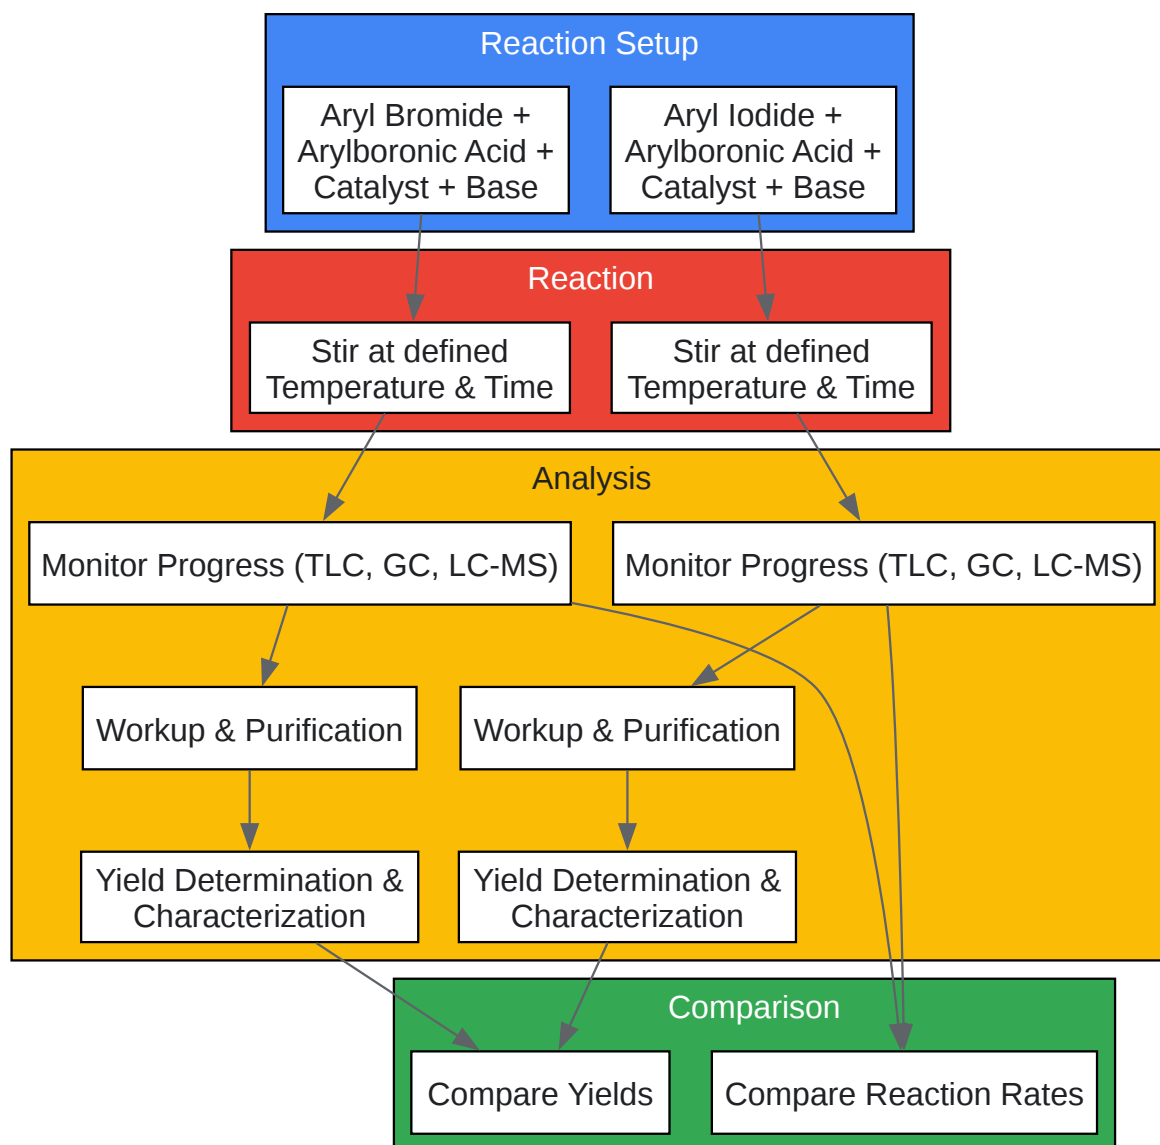 Reaction Setup
Aryl Bromide +
Arylboronic Acid +
Catalyst + Base
Aryl Iodide +
Arylboronic Acid +
Catalyst + Base
Reaction
Stir at defined
Temperature & Time
Stir at defined
Temperature & Time
Analysis
Monitor Progress (TLC, GC, LC-MS)
Monitor Progress (TLC, GC, LC-MS)
Workup & Purification
Workup & Purification
Yield Determination &
Characterization
Yield Determination &
Characterization
Comparison
Compare Yields
Compare Reaction Rates